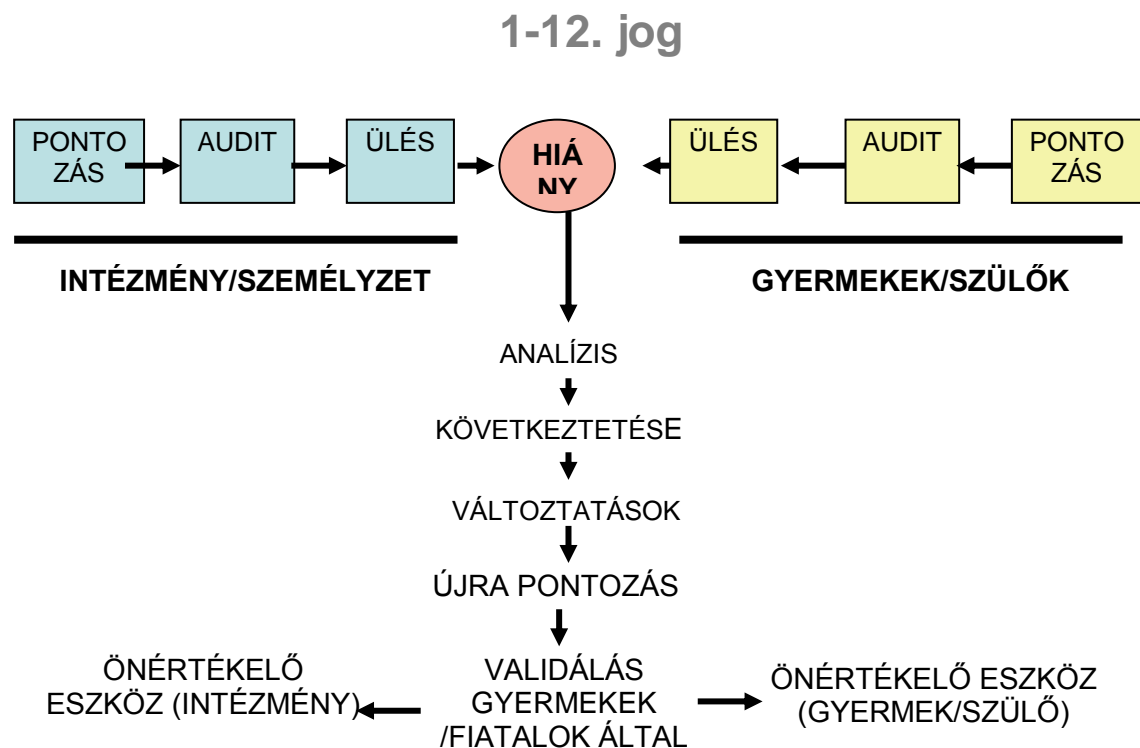 1-12. jog
PONTO
ZÁS
AUDIT
ÜLÉS
HIÁ
NY
ÜLÉS
AUDIT
PONTO
ZÁS
INTÉZMÉNY/SZEMÉLYZET
GYERMEKEK/SZÜLŐK
ANALÍZIS
KÖVETKEZTETÉSE
VÁLTOZTATÁSOK
ÚJRA PONTOZÁS
ÖNÉRTÉKELŐ
ESZKÖZ (INTÉZMÉNY)
VALIDÁLÁS
GYERMEKEK
/FIATALOK ÁLTAL
ÖNÉRTÉKELŐ ESZKÖZ
(GYERMEK/SZÜLŐ)